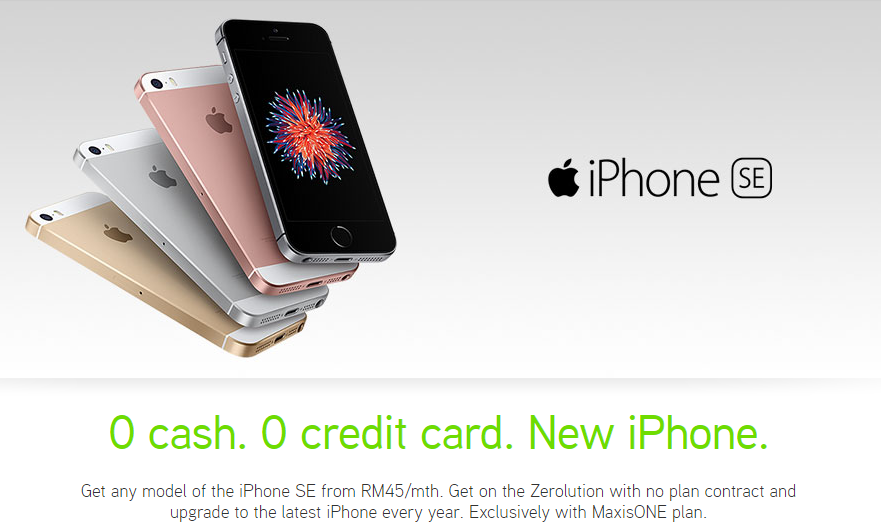 iPhone SE
0 cash. 0 credit card. New iPhone.
Get any model of the iPhone SE from RM45/mth. Get on the Zerolution with no plan contract and
upgrade to the latest iPhone every year. Exclusively with MaxisONE plan.